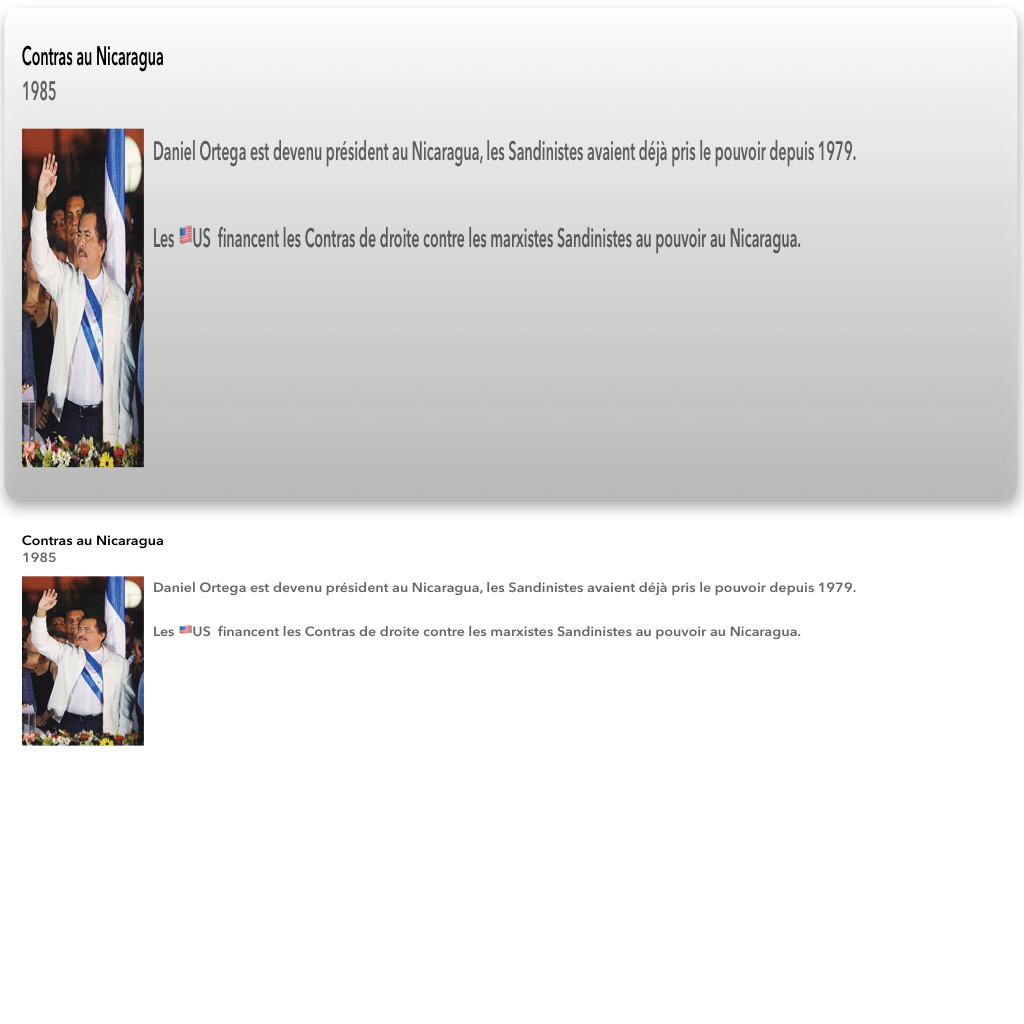 Contras au Nicaragua
1985
Daniel Ortega est devenu président au Nicaragua, les Sandinistes avaient déjà pris le pouvoir depuis 1979.
Les 🇺🇸US  financent les Contras de droite contre les marxistes Sandinistes au pouvoir au Nicaragua.
Contras au Nicaragua
1985
Daniel Ortega est devenu président au Nicaragua, les Sandinistes avaient déjà pris le pouvoir depuis 1979.
Les 🇺🇸US  financent les Contras de droite contre les marxistes Sandinistes au pouvoir au Nicaragua.